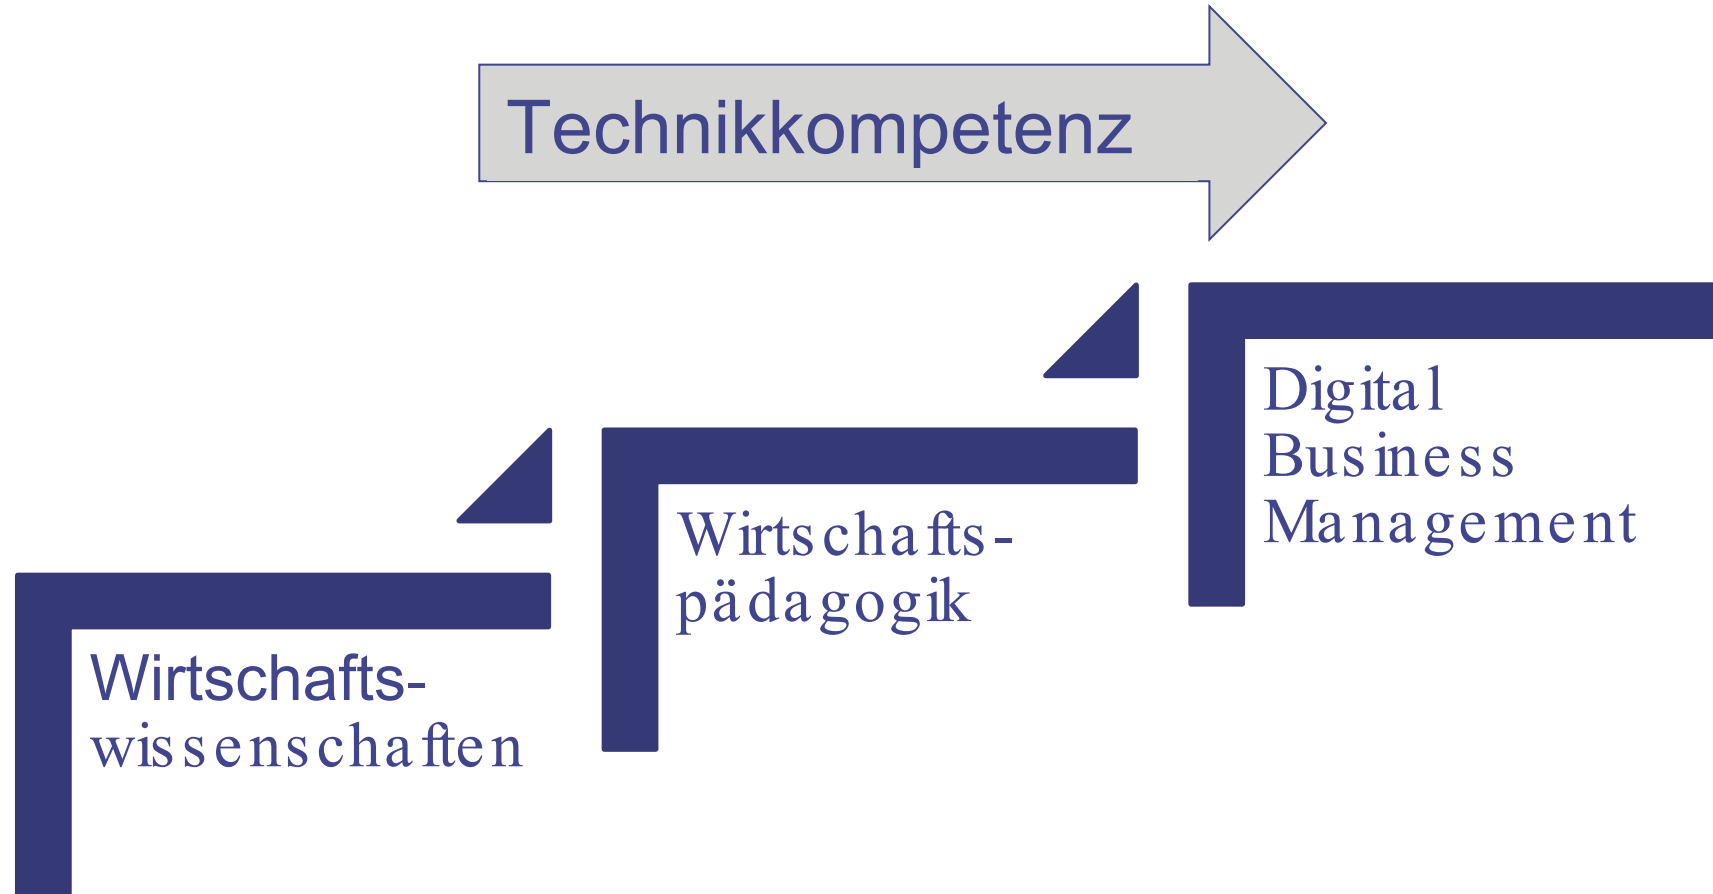 Technikkompetenz
Digital
Business
Management
Wirtschafts-
pädagogik
Wirtschafts-
wissenschaften